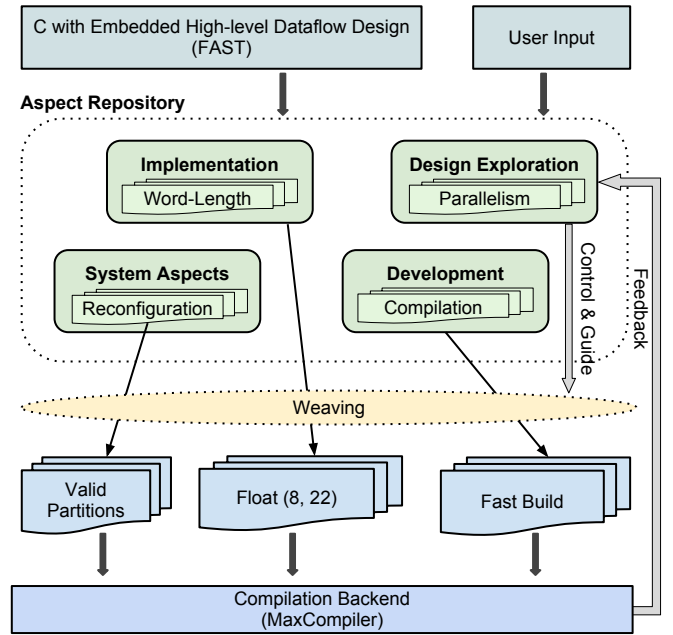 C with Embedded High-level Dataflow Design
(FAST)
User Input
Aspect Repository
Implementation
Word-Length
Design Exploration
Parallelism
System Aspects
Reconfiguration
Development
Compilation
Control & Guide
Feedback
Weaving
Valid
Partitions
Float (8, 22)
Fast Build
Compilation Backend
(MaxCompiler)